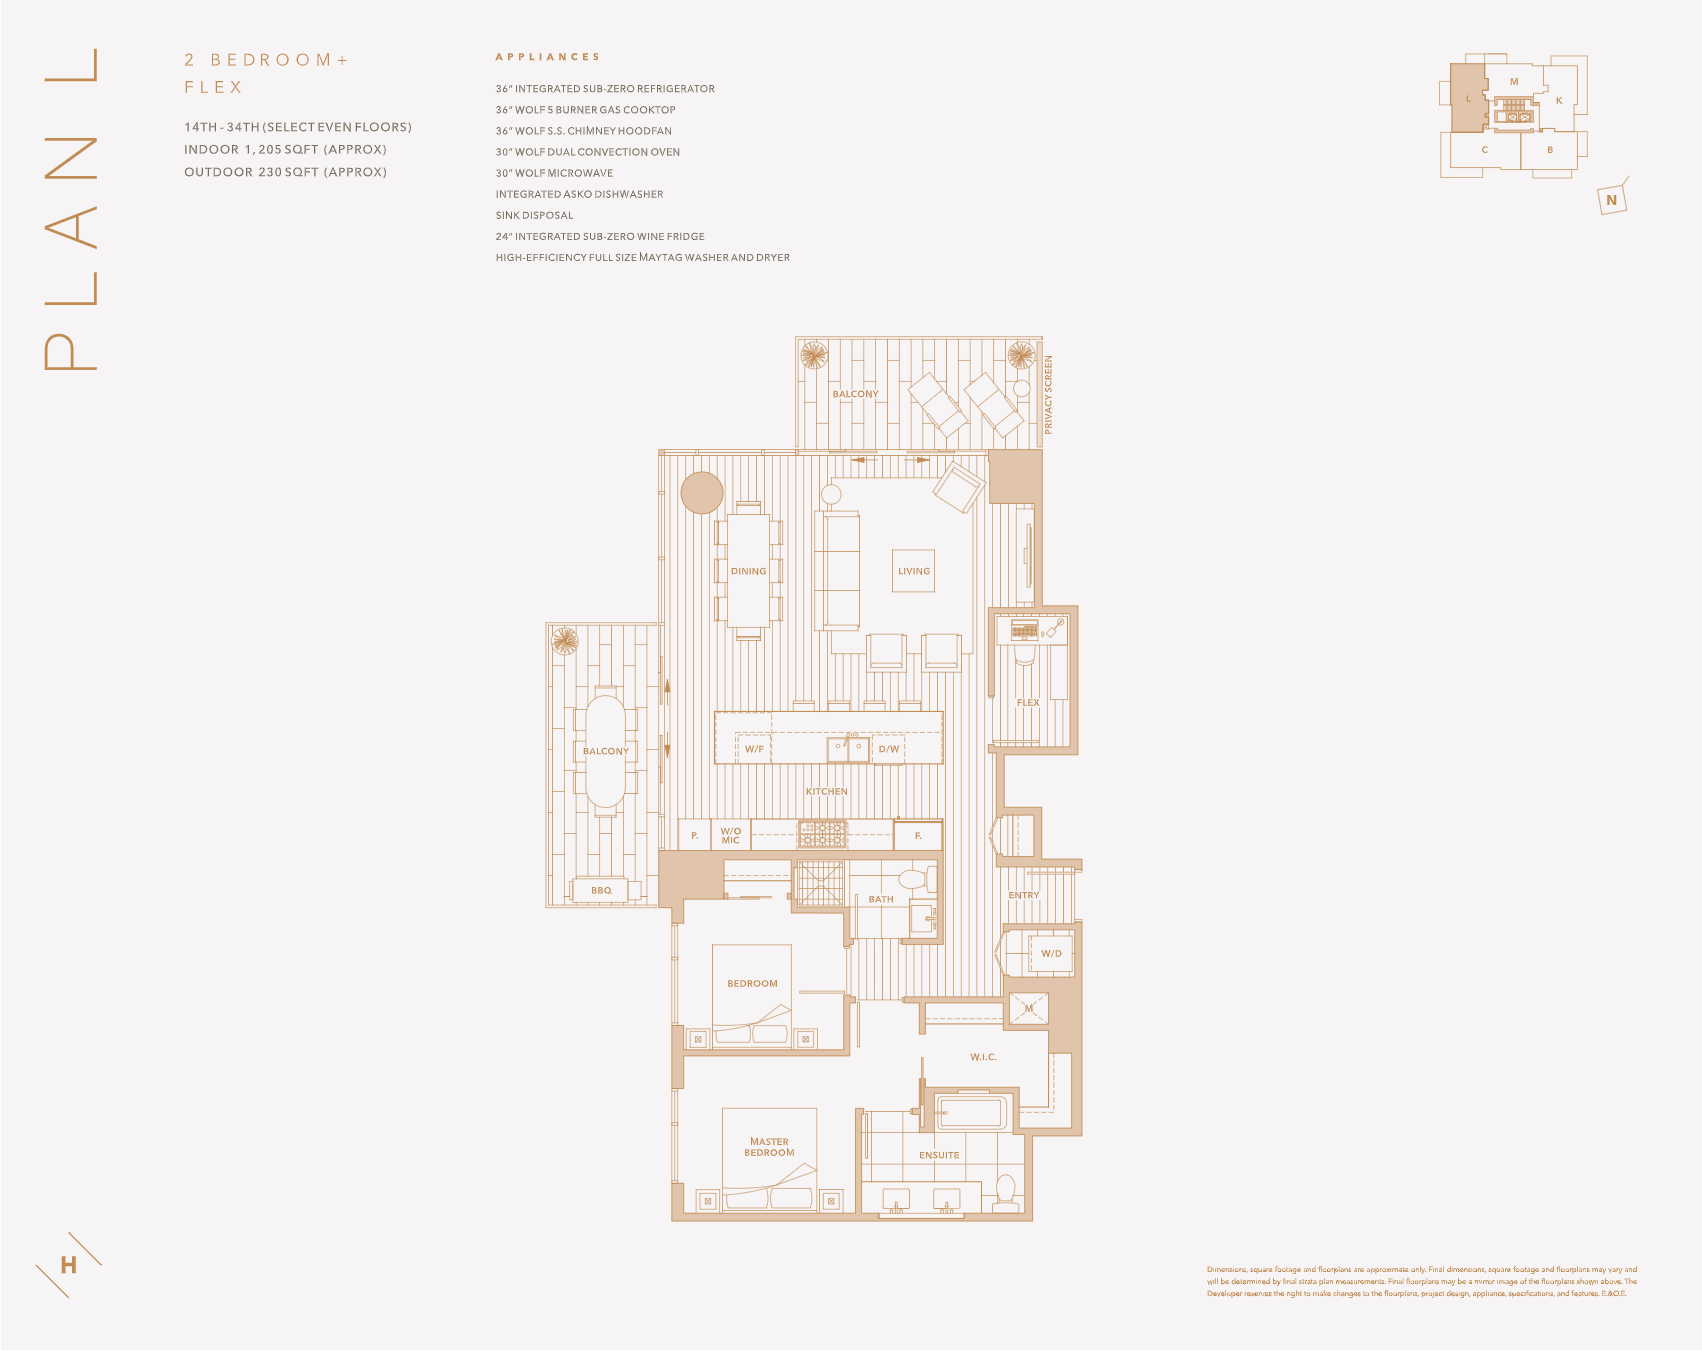 PLAN L
2 BEDROOM+
FLEX
14TH - 34TH (SELECT EVEN FLOORS)
INDOOR 1, 205 SQFT (APPROX)
OUTDOOR 230 SQFT (APPROX)
APPLIANCES
36" INTEGRATED SUB-ZERO REFRIGERATOR
36" WOLF 5 BURNER GAS COOKTOP
36" WOLF S.S. CHIMNEY HOODFAN
30" WOLF DUAL CONVECTION OVEN
30" WOLF MICROWAVE
INTEGRATED ASKO DISHWASHER
SINK DISPOSAL
24" INTEGRATED SUB-ZERO WINE FRIDGE
HIGH-EFFICIENCY FULL SIZE MAYTAG WASHER AND DRYER
M
L
K
C
B
N
BALCONY
PRIVACY SCREEN
DINING
LIVING
FLEX
BALCONY
W/F
D/W
KITCHEN
P.
W/O
MIC
F.
BBQ
BATH
ENTRY
W/D
BEDROOM
M
W.I.C.
MASTER
BEDROOM
ENSUITE
H
Dimensions, square footage and floorplans are approximate only. Final dimensions, square footage and floorplans may vary and
will be determined by final strata plan measurements. Final floorplans may be a mirror image of the floorplans shown above. The
Developer reserves the right to make changes to the floorplans, project design, appliance, specifications, and features. E.&O.E.